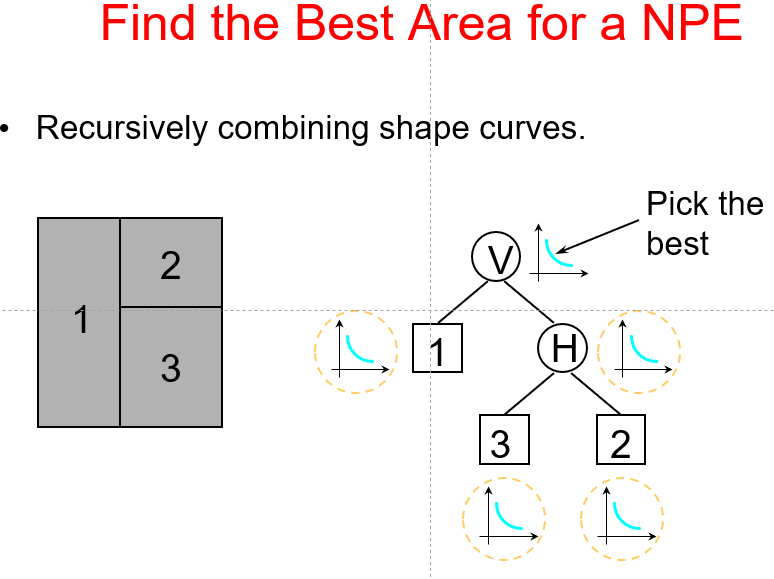 Find the Best Area for a NPE
• Recursively combining shape curves.
Pick the
best
2
1
3
V
1
H
3
2